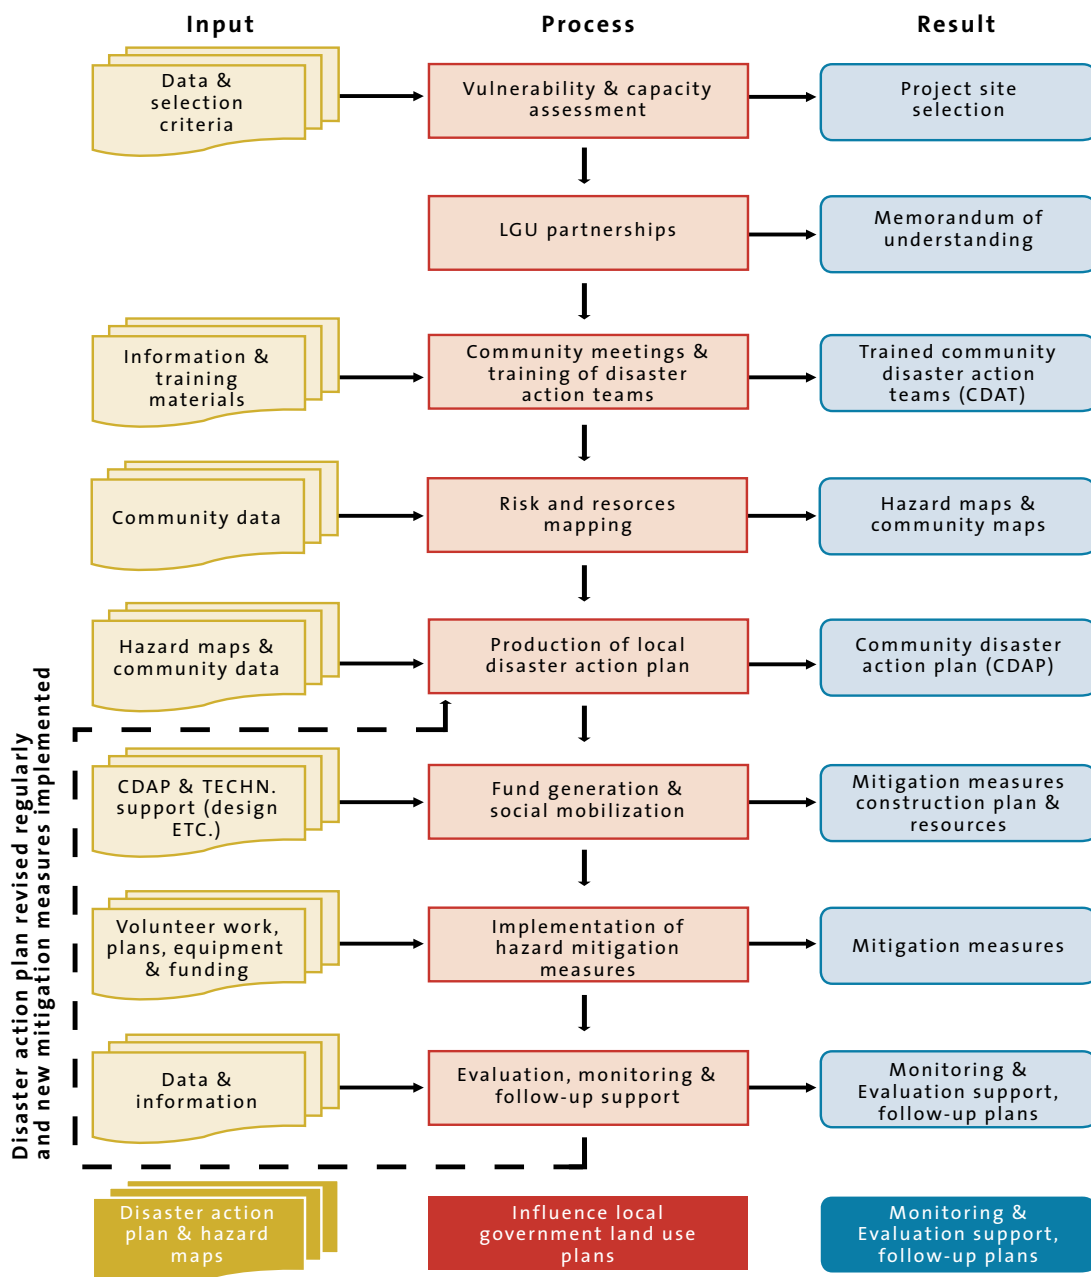 Input
Process
Result
Data &
selection
criteria
Vulnerability & capacity
assessment
Project site
selection
LGU partnerships
Memorandum of
understanding
Information &
training
materials
Community meetings &
training of disaster
action teams
Trained community
disaster action
teams (CDAT)
Community data
Risk and resorces
mapping
Hazard maps &
community maps
Hazard maps &
community data
Production of local
disaster action plan
Community disaster
action plan (CDAP)
CDAP & TECHN.
support (design
ETC.)
Fund generation &
social mobilization
Mitigation measures
construction plan &
resources
Volunteer work,
plans, equipment
& funding
Implementation of
hazard mitigation
measures
Mitigation measures
Data &
information
Evaluation, monitoring &
follow-up support
Monitoring &
Evaluation support,
follow-up plans
Disaster action plan revised regularly
and new mitigation measures implemented
Disaster action
plan & hazard
maps
Influence local
government land use
plans
Monitoring &
Evaluation support,
follow-up plans